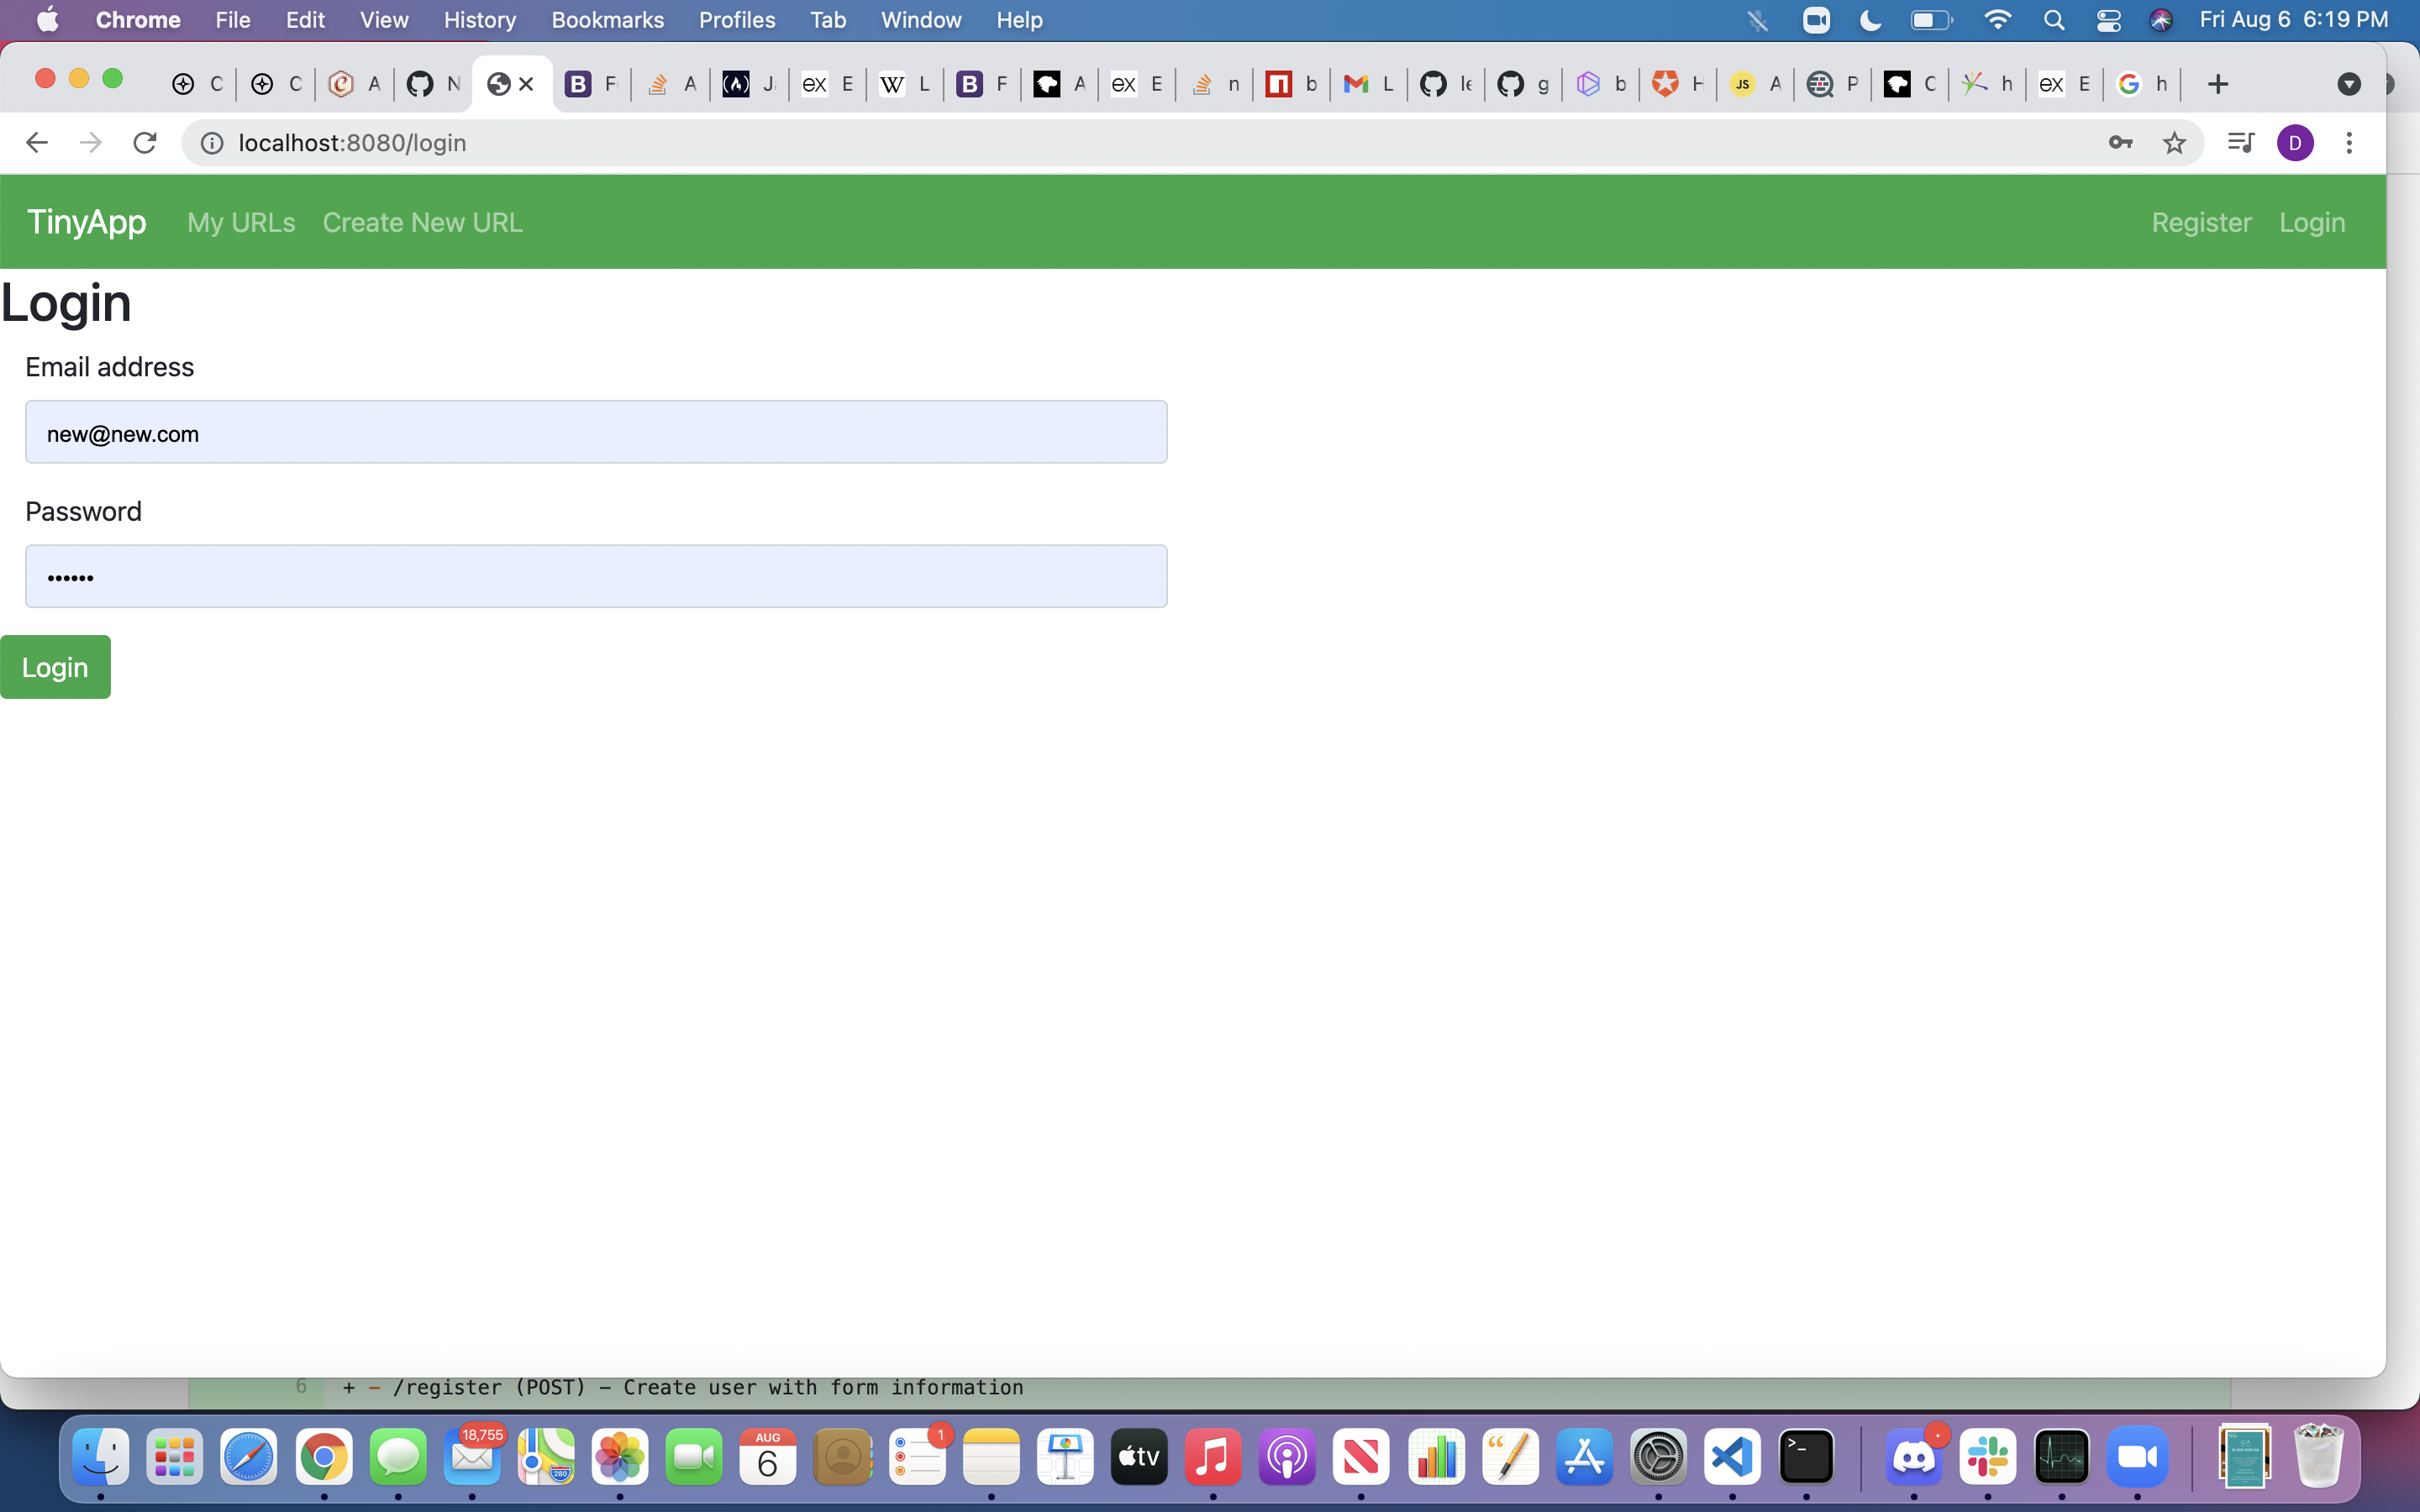 Chrome File Edit View History Bookmarks Profiles Tab Window Help Fri Aug 6 6:19 PM
C C A N F A J E L F A E n b L le g b H A P C h E h
localhost:8080/login D
TinyApp My URLs Create New URL Register Login
Login
Email address
new@new.com
Password
Login
6 + - /register (POST) - Create user with form information
18,755 280 AUG 6 1 tv >_